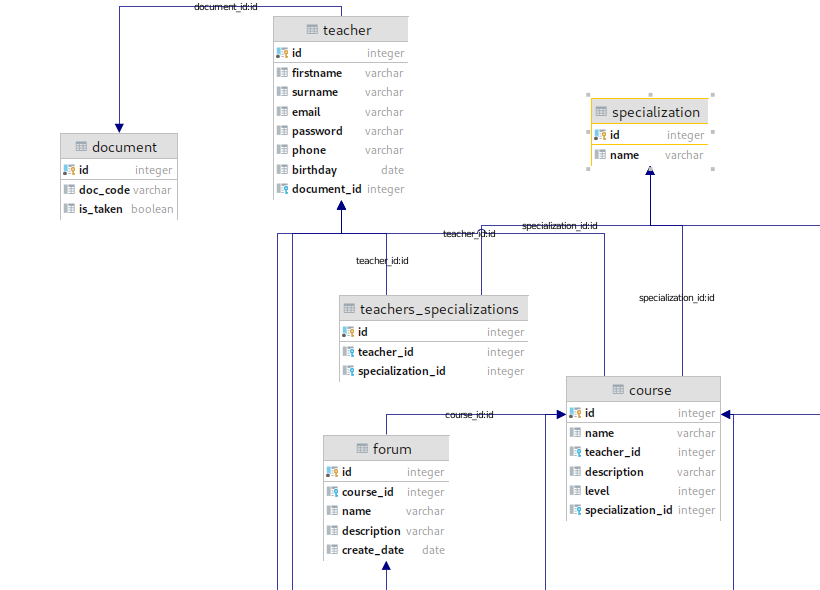 document_id:id
teacher
id integer
firstname varchar
surname varchar
email varchar
password varchar
phone varchar
birthday date
document_id integer
document
id integer
doc_code varchar
is_taken boolean
specialization
id integer
name varchar
specialization_id:id
teacher_id:id
teacher_id:id
specialization_id:id
teachers_specializations
id integer
teacher_id integer
specialization_id integer
course
id integer
name varchar
teacher_id integer
description varchar
level integer
specialization_id integer
course_id:id
forum
id integer
course_id integer
name varchar
description varchar
create_date date